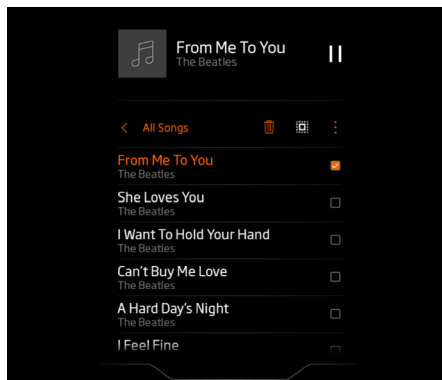 From Me To You
The Beatles
All Songs
From Me To You
The Beatles
She Loves You
The Beatles
I Want To Hold Your Hand
The Beatles
Can't Buy Me Love
The Beatles
A Hard Day's Night
The Beatles
I Feel Fine